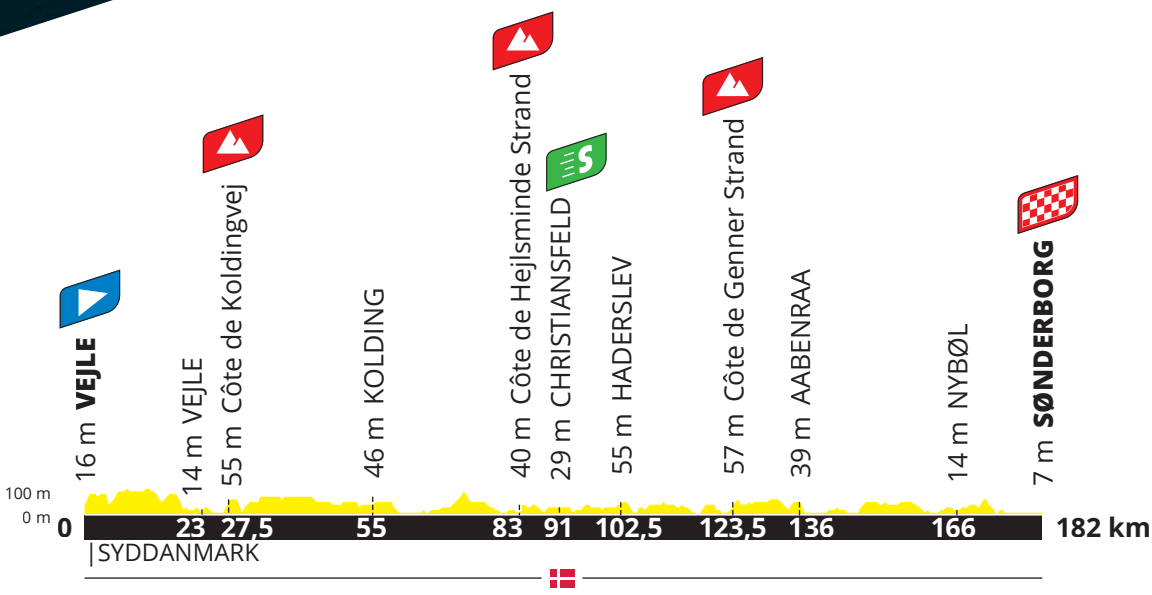 16 m VEJLE
14 m VEJLE
55 m Côte de Koldingvej
46 m KOLDING
40 m Côte de Hejlsminde Strand
S
29 m CHRISTIANSFELD
55 m HADERSLEV
57 m Côte de Genner Strand
39 m AABENRAA
14 m NYBØL
7 m SØNDERBORG
100 m
0 m
0 23 27,5 55 83 91 102,5 123,5 136 166 182 km
|SYDDANMARK